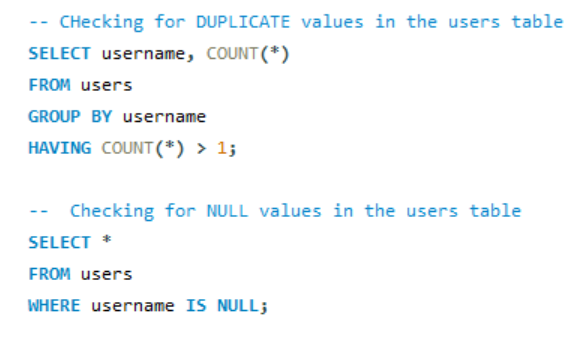 -- CHecking for DUPLICATE values in the users table
SELECT username, COUNT(*)
FROM users
GROUP BY username
HAVING COUNT(*) > 1;
--  Checking for NULL values in the users table
SELECT *
FROM users
WHERE username IS NULL;